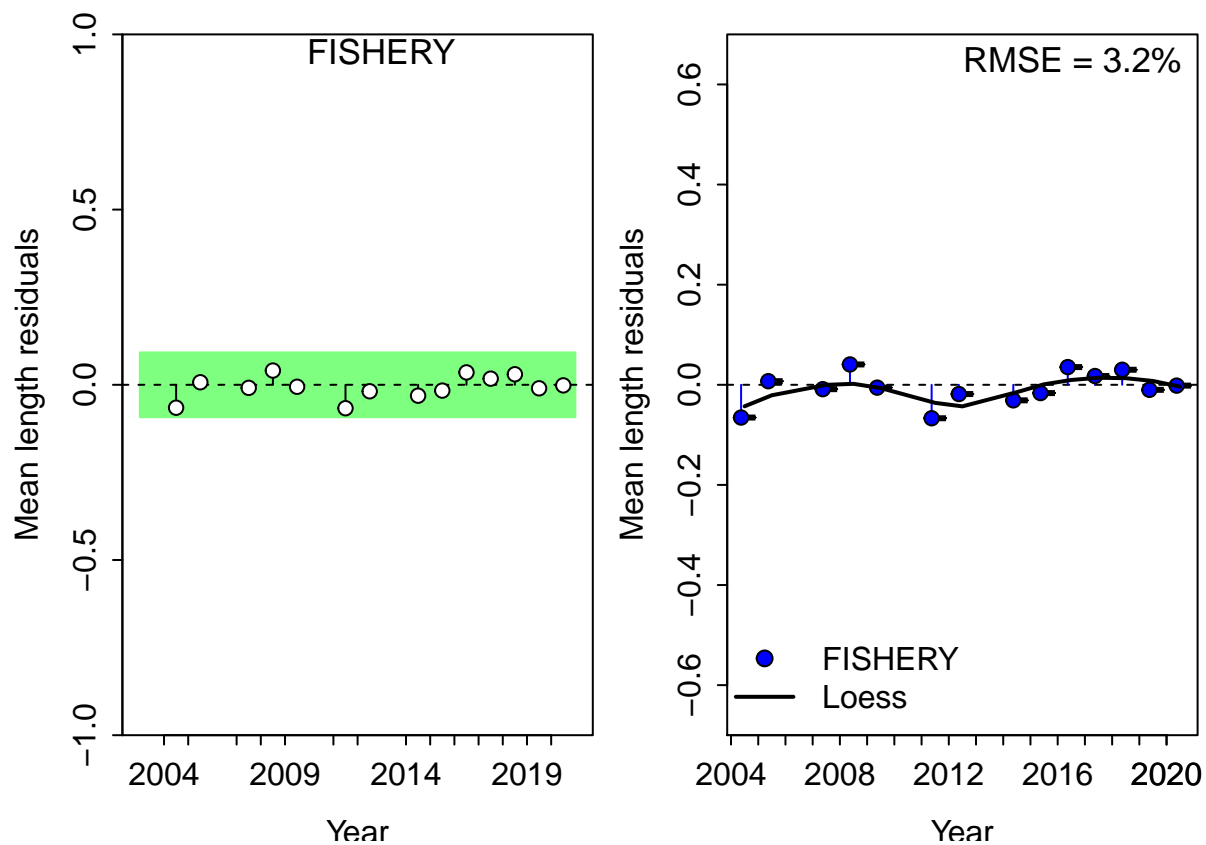 FISHERY
Mean length residuals
1.0
0.5
0.0
−0.5
−1.0
2004 2009 2014 2019
Year
RMSE = 3.2%
Mean length residuals
0.6
0.4
0.2
0.0
−0.2
−0.4
−0.6
FISHERY
Loess
2004 2008 2012 2016 2020
Year